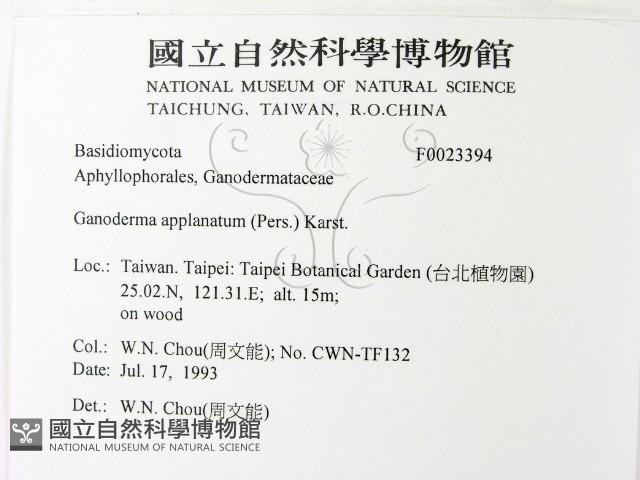 國立自然科學博物館
NATIONAL MUSEUM OF NATURAL SCIENCE
TAICHUNG, TAIWAN, R.O.CHINA
Basidiomycota F0023394
Aphyllophorales, Ganodermataceae
Ganoderma applanatum (Pers.) Karst.
Loc.: Taiwan. Taipei: Taipei Botanical Garden (台北植物園)
25.02.N, 121.31.E; alt. 15m;
on wood
Col.: W.N. Chou(周文能); No. CWN-TF132
Date: Jul. 17, 1993
Det.: W.N. Chou(周文能)
國立自然科學博物館
NATIONAL MUSEUM OF NATURAL SCIENCE